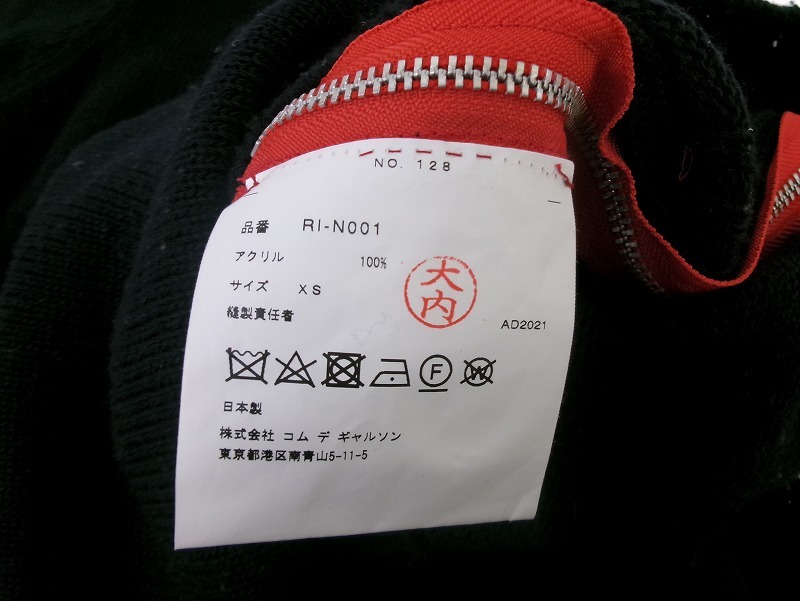 NO. 128
品番 RI-N001
アクリル 100%
サイズ XS
縫製責任者
大内
AD2021
F W
日本製
株式会社 コム デ ギャルソン
東京都港区南青山5-11-5